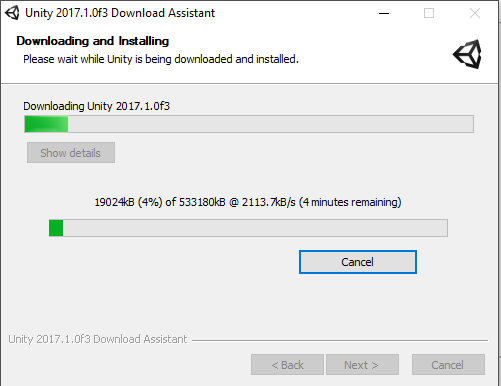 Unity 2017.1.0f3 Download Assistant
Downloading and Installing
Please wait while Unity is being downloaded and installed.
Downloading Unity 2017.1.0f3
Show details
19024kB (4%) of 533180kB @ 2113.7kB/s (4 minutes remaining)
Cancel
Unity 2017.1.0f3 Download Assistant
< Back Next > Cancel